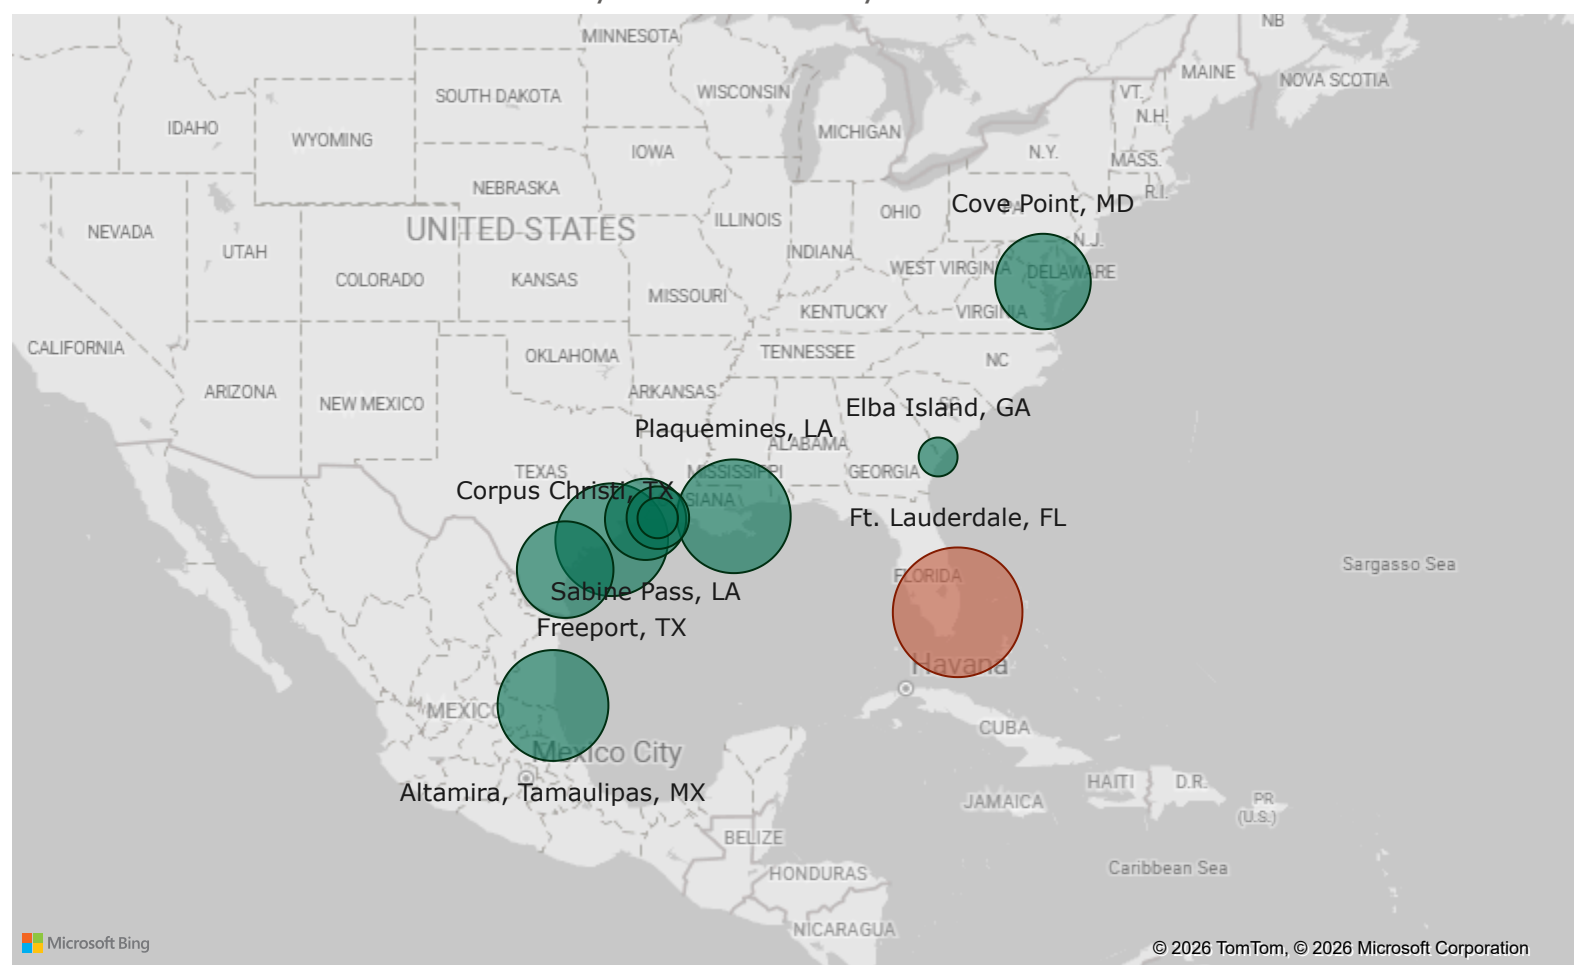 NB
MINNESOTA
MAINE
NOVA SCOTIA
VT.
SOUTH DAKOTA
WISCONSIN
N.H.
IDAHO
WYOMING
MICHIGAN
IOWA
N.Y.
MASS.
NEBRASKA
R.I.
Cove Point, MD
PA
ILLINOIS
OHIO
NEVADA
UNITED STATES
N.J.
UTAH
INDIANA
WEST VIRGINIA
DELAWARE
COLORADO
KANSAS
MISSOURI
KENTUCKY
VIRGINIA
CALIFORNIA
OKLAHOMA
TENNESSEE
NC
ARIZONA
NEW MEXICO
ARKANSAS
SC
Elba Island, GA
Plaquemines, LA
ALABAMA
TEXAS
MISSISSIPPI
GEORGIA
Corpus Christi, TX
SIANA
Ft. Lauderdale, FL
Sargasso Sea
FLORIDA
Sabine Pass, LA
Freeport, TX
Havana
MEXICO
CUBA
Mexico City
HAITI
D.R.
Altamira, Tamaulipas, MX
JAMAICA
PR
(U.S.)
BELIZE
Caribbean Sea
HONDURAS
NICARAGUA
Microsoft Bing
© 2026 TomTom, © 2026 Microsoft Corporation